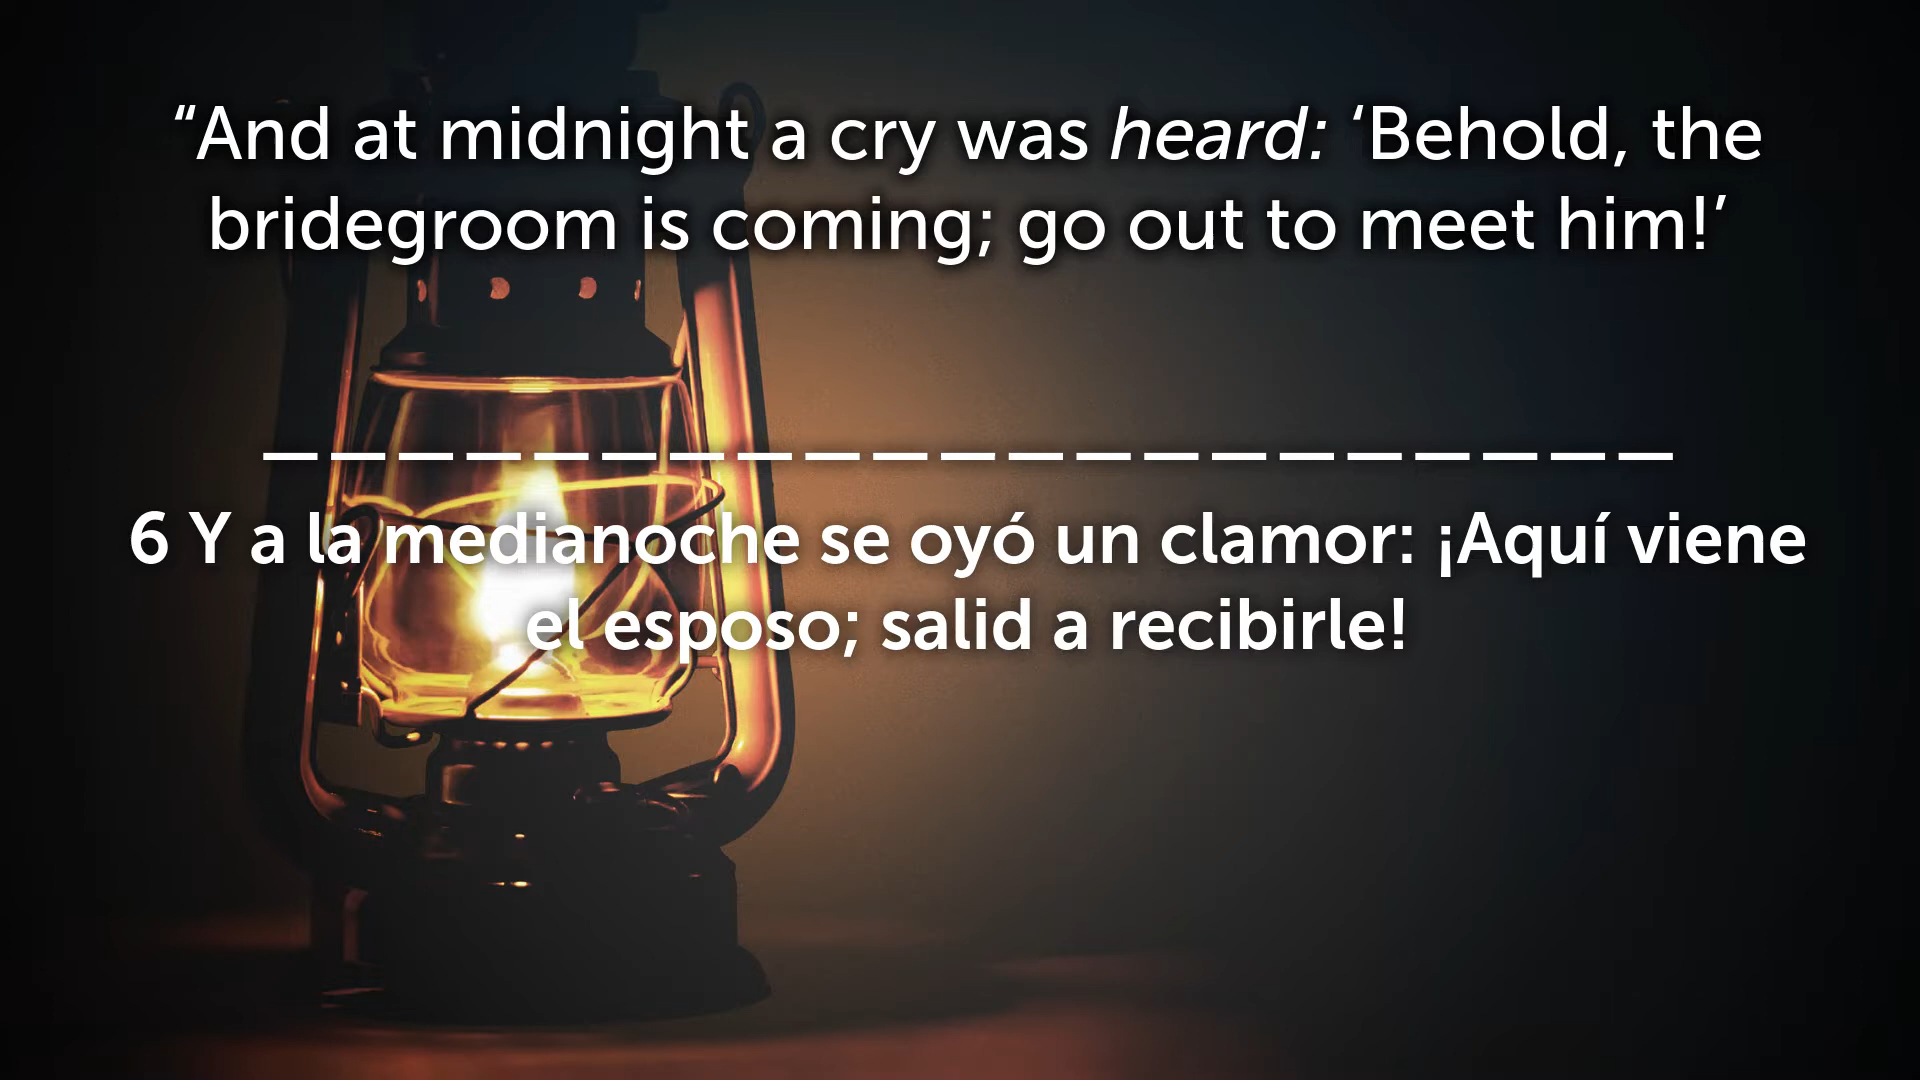 “And at midnight a cry was heard: ‘Behold, the
bridegroom is coming; go out to meet him!’
_____________________
6 Y a la medianoche se oyó un clamor: ¡Aquí viene
el esposo; salid a recibirle!